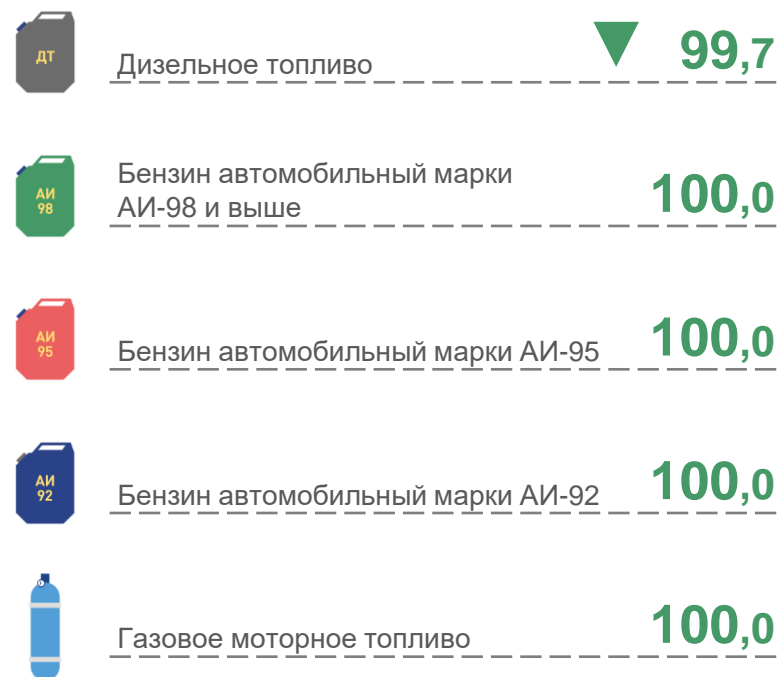 ДТ
Дизельное топливо 99,7
АИ
98
Бензин автомобильный марки
АИ-98 и выше 100,0
АИ
95
Бензин автомобильный марки АИ-95 100,0
АИ
92
Бензин автомобильный марки АИ-92 100,0
Газовое моторное топливо 100,0